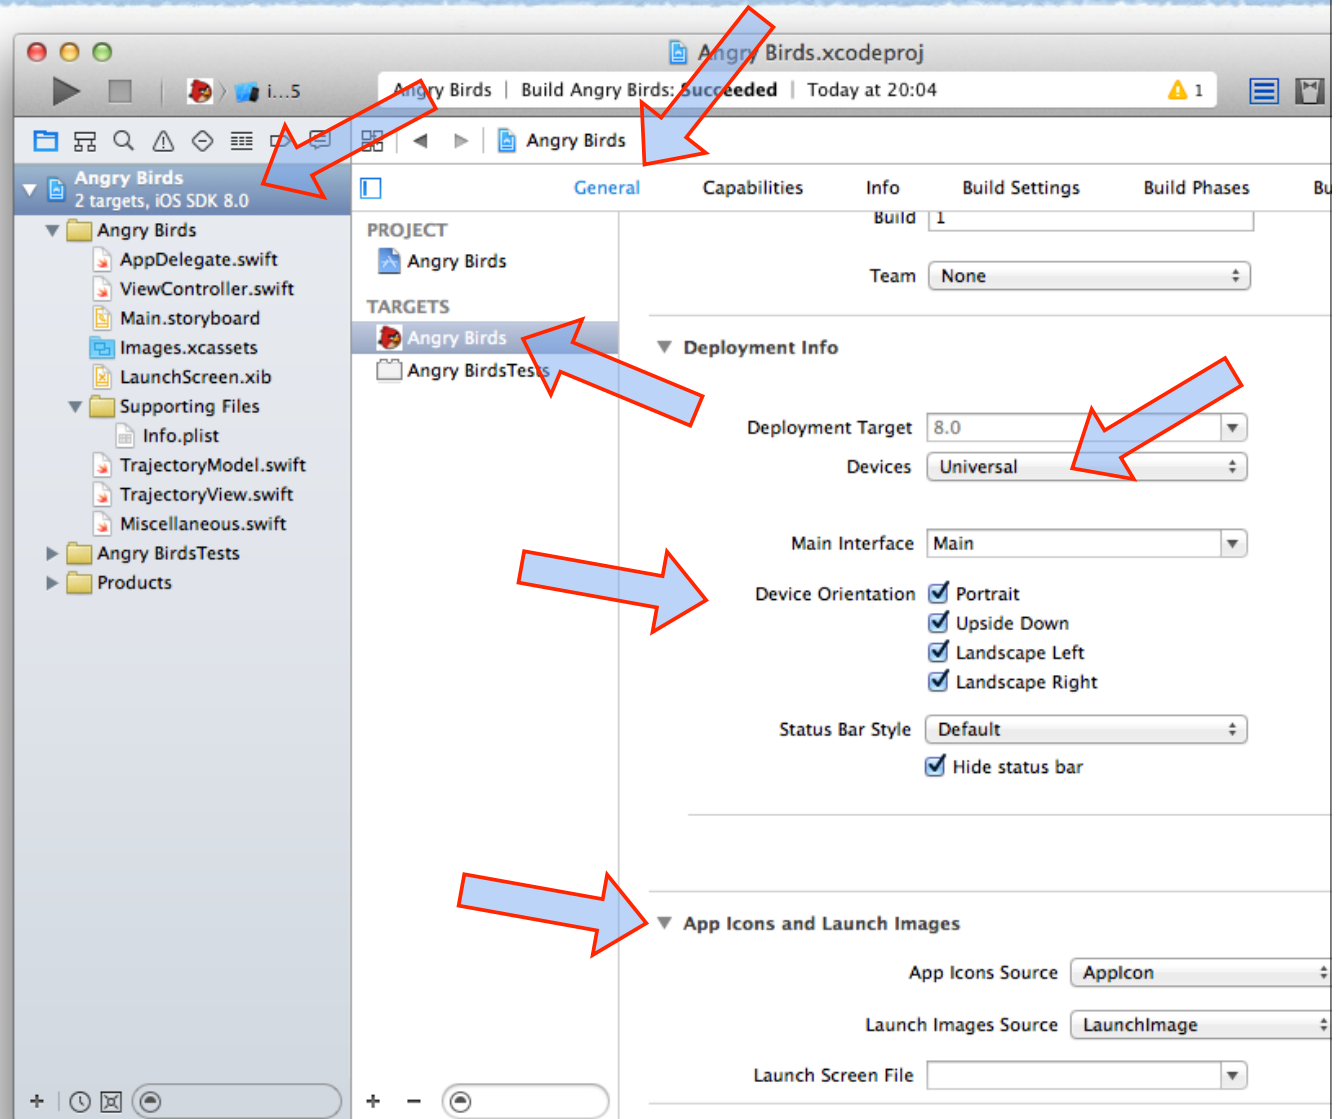 Angry Birds.xcodeproj
i...5
Angry Birds | Build Angry Birds: Succeeded | Today at 20:04
1
Angry Birds
Angry Birds
2 targets, iOS SDK 8.0
Angry Birds
AppDelegate.swift
ViewController.swift
Main.storyboard
Images.xcassets
LaunchScreen.xib
Supporting Files
Info.plist
TrajectoryModel.swift
TrajectoryView.swift
Miscellaneous.swift
Angry BirdsTests
Products
General Capabilities Info Build Settings Build Phases Bu
PROJECT
Angry Birds
TARGETS
Angry Birds
Angry BirdsTests
Build 1
Team None
Deployment Info
Deployment Target 8.0
Devices Universal
Main Interface Main
Device Orientation Portrait
Upside Down
Landscape Left
Landscape Right
Status Bar Style Default
Hide status bar
App Icons and Launch Images
App Icons Source AppIcon
Launch Images Source LaunchImage
Launch Screen File